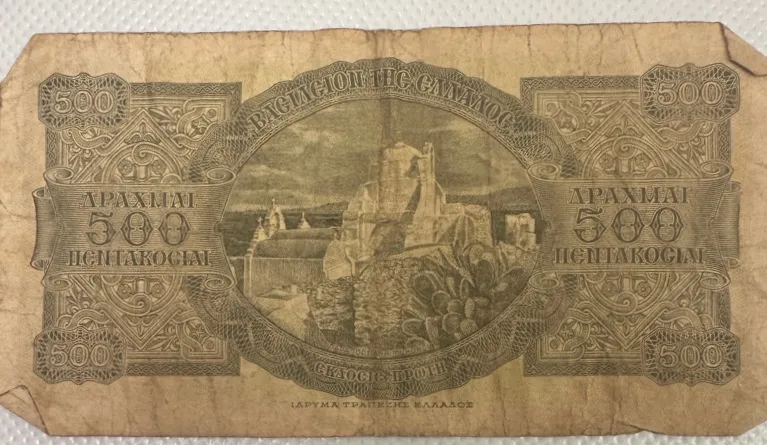 ΒΑΣΙΛΕΙΟΝ ΤΗΣ ΕΛΛΑΔΟΣ
500
500
ΔΡΑΧΜΑΙ
500
ΠΕΝΤΑΚΟΣΙΑΙ
ΔΡΑΧΜΑΙ
500
ΠΕΝΤΑΚΟΣΙΑΙ
500
500
ΕΚΔΟΣΙΣ ΠΡΩΤΗ
ΙΔΡΥΜΑ ΤΡΑΠΕΖΗΣ ΕΛΛΑΔΟΣ